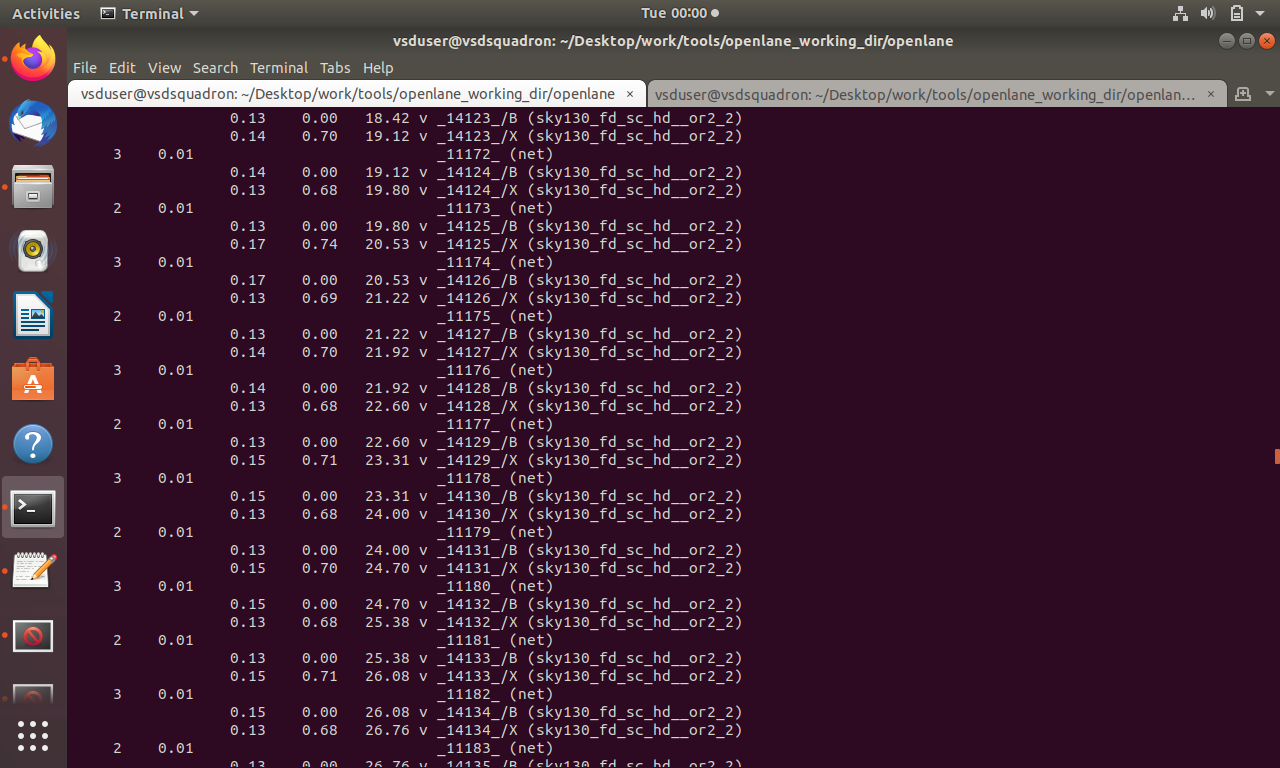 Activities Terminal Tue 00:00
vsduser@vsdsquadron: ~/Desktop/work/tools/openlane_working_dir/openlane
File Edit View Search Terminal Tabs Help
vsduser@vsdsquadron: ~/Desktop/work/tools/openlane_working_dir/openlane × vsduser@vsdsquadron: ~/Desktop/work/tools/openlane_working_dir/openlan... ×
0.13 0.00 18.42 v _14123_/B (sky130_fd_sc_hd__or2_2)
0.14 0.70 19.12 v _14123_/X (sky130_fd_sc_hd__or2_2)
3 0.01 _11172_ (net)
0.14 0.00 19.12 v _14124_/B (sky130_fd_sc_hd__or2_2)
0.13 0.68 19.80 v _14124_/X (sky130_fd_sc_hd__or2_2)
2 0.01 _11173_ (net)
0.13 0.00 19.80 v _14125_/B (sky130_fd_sc_hd__or2_2)
0.17 0.74 20.53 v _14125_/X (sky130_fd_sc_hd__or2_2)
3 0.01 _11174_ (net)
0.17 0.00 20.53 v _14126_/B (sky130_fd_sc_hd__or2_2)
0.13 0.69 21.22 v _14126_/X (sky130_fd_sc_hd__or2_2)
2 0.01 _11175_ (net)
0.13 0.00 21.22 v _14127_/B (sky130_fd_sc_hd__or2_2)
0.14 0.70 21.92 v _14127_/X (sky130_fd_sc_hd__or2_2)
3 0.01 _11176_ (net)
0.14 0.00 21.92 v _14128_/B (sky130_fd_sc_hd__or2_2)
0.13 0.68 22.60 v _14128_/X (sky130_fd_sc_hd__or2_2)
2 0.01 _11177_ (net)
0.13 0.00 22.60 v _14129_/B (sky130_fd_sc_hd__or2_2)
0.15 0.71 23.31 v _14129_/X (sky130_fd_sc_hd__or2_2)
3 0.01 _11178_ (net)
0.15 0.00 23.31 v _14130_/B (sky130_fd_sc_hd__or2_2)
0.13 0.68 24.00 v _14130_/X (sky130_fd_sc_hd__or2_2)
2 0.01 _11179_ (net)
0.13 0.00 24.00 v _14131_/B (sky130_fd_sc_hd__or2_2)
0.15 0.70 24.70 v _14131_/X (sky130_fd_sc_hd__or2_2)
3 0.01 _11180_ (net)
0.15 0.00 24.70 v _14132_/B (sky130_fd_sc_hd__or2_2)
0.13 0.68 25.38 v _14132_/X (sky130_fd_sc_hd__or2_2)
2 0.01 _11181_ (net)
0.13 0.00 25.38 v _14133_/B (sky130_fd_sc_hd__or2_2)
0.15 0.71 26.08 v _14133_/X (sky130_fd_sc_hd__or2_2)
3 0.01 _11182_ (net)
0.15 0.00 26.08 v _14134_/B (sky130_fd_sc_hd__or2_2)
0.13 0.68 26.76 v _14134_/X (sky130_fd_sc_hd__or2_2)
2 0.01 _11183_ (net)
0.13 0.00 26.76 v _14135_/B (sky130_fd_sc_hd__or2_2)